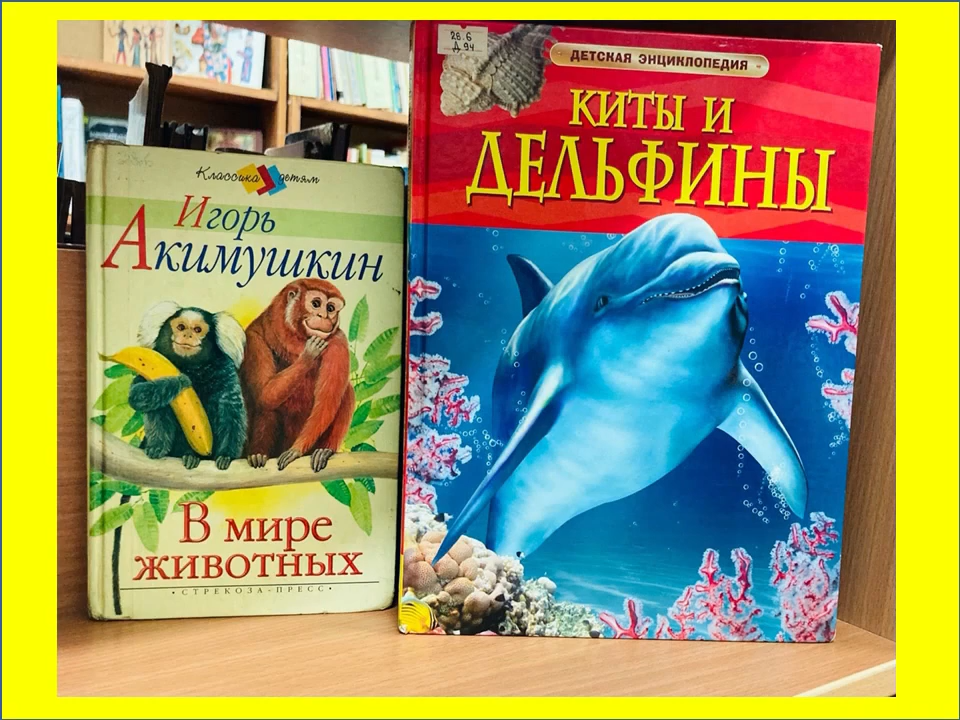 Классика детям
Игорь
Акимушкин
В мире
животных
СТРЕКОЗА-ПРЕСС
28.6
Д 94
ДЕТСКАЯ ЭНЦИКЛОПЕДИЯ
КИТЫ И
ДЕЛЬФИНЫ